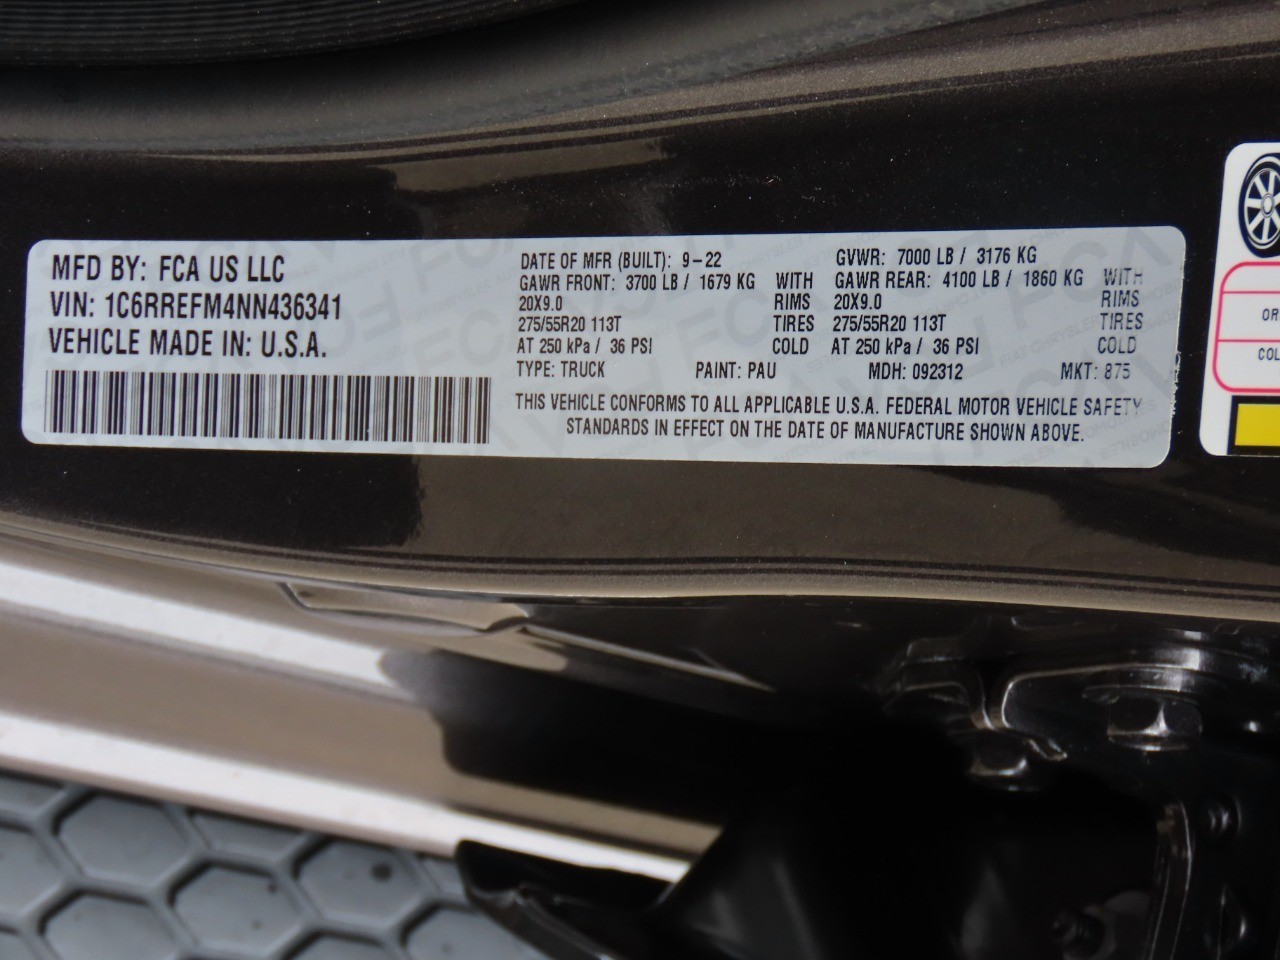 MFD BY: FCA US LLC
VIN: 1C6RREFM4NN436341
VEHICLE MADE IN: U.S.A.
DATE OF MFR (BUILT): 9-22
GAWR FRONT: 3700 LB / 1679 KG WITH
20X9.0 RIMS
275/55R20 113T TIRES
AT 250 kPa / 36 PSI COLD
TYPE: TRUCK PAINT: PAU
GVWR: 7000 LB / 3176 KG
GAWR REAR: 4100 LB / 1860 KG WITH
20X9.0 RIMS
275/55R20 113T TIRES
AT 250 kPa / 36 PSI COLD
MDH: 092312 MKT: 875
THIS VEHICLE CONFORMS TO ALL APPLICABLE U.S.A. FEDERAL MOTOR VEHICLE SAFETY
STANDARDS IN EFFECT ON THE DATE OF MANUFACTURE SHOWN ABOVE.
OR
COL